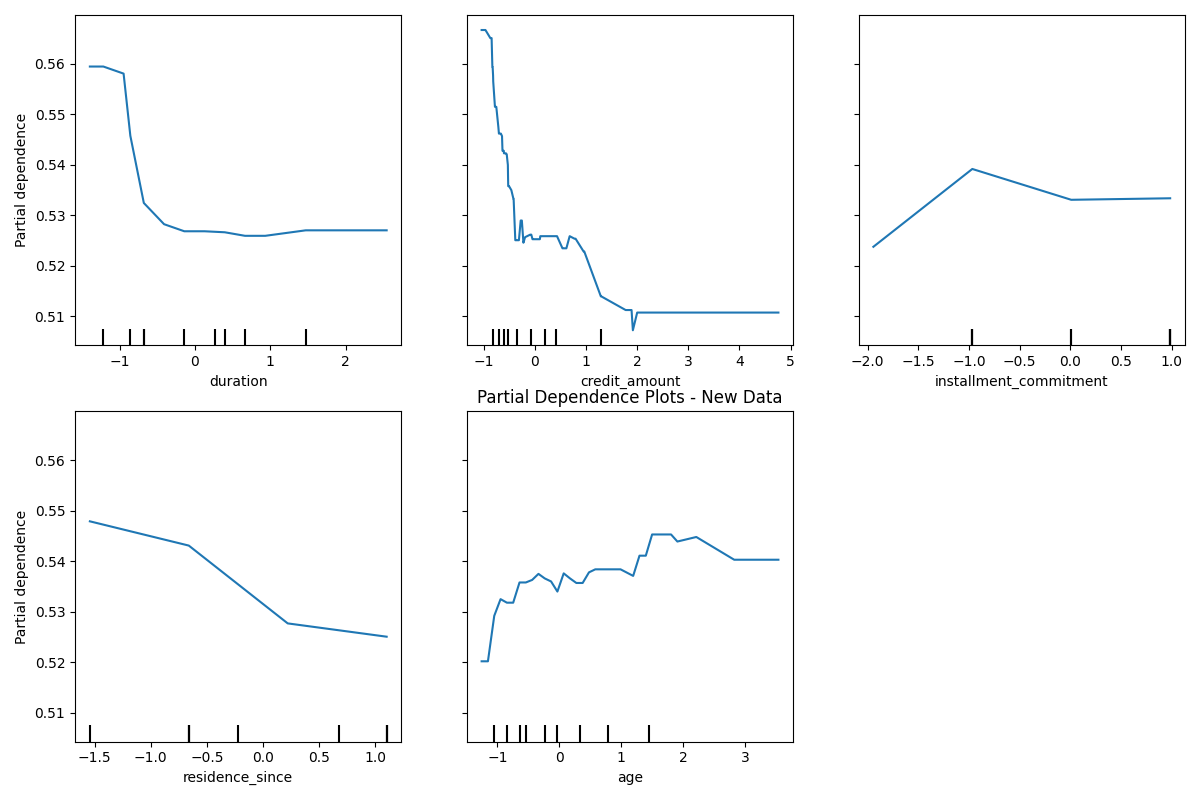 Partial dependence
0.56
0.55
0.54
0.53
0.52
0.51
−1 0 1 2
duration
−1 0 1 2 3 4 5
credit_amount
−2.0 −1.5 −1.0 −0.5 0.0 0.5 1.0
installment_commitment
Partial Dependence Plots - New Data
Partial dependence
0.56
0.55
0.54
0.53
0.52
0.51
−1.5 −1.0 −0.5 0.0 0.5 1.0
residence_since
−1 0 1 2 3
age